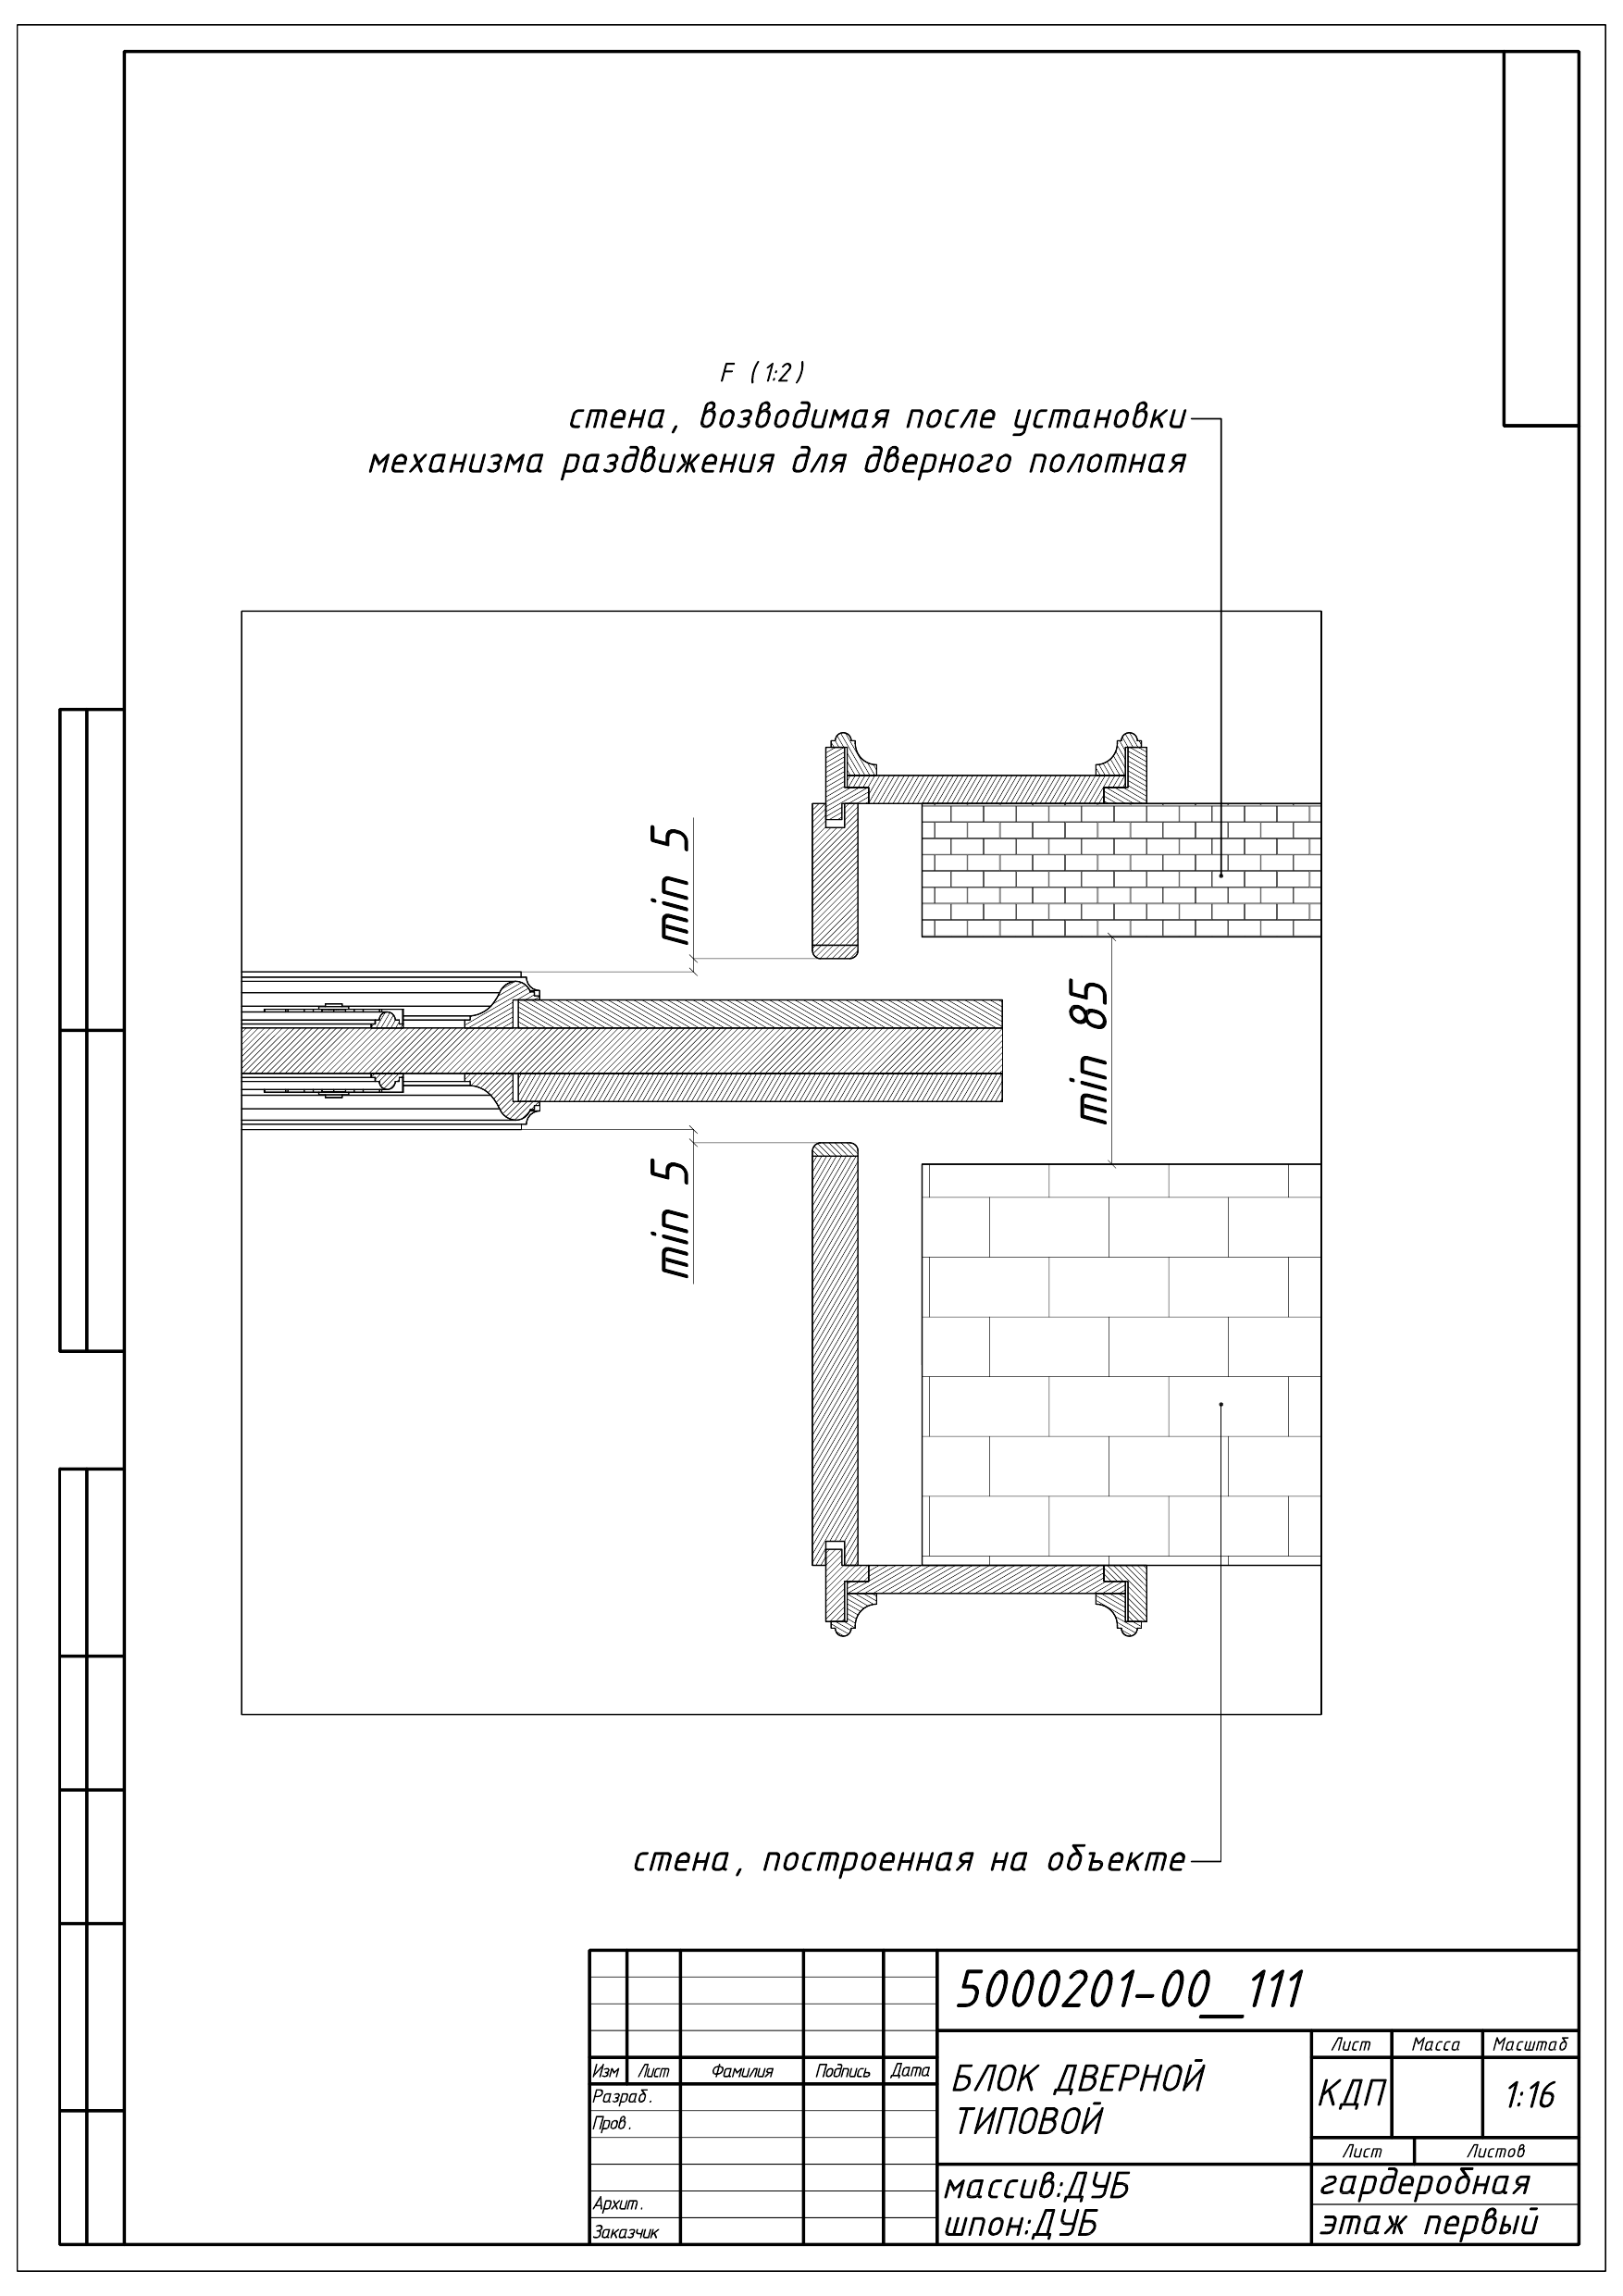 F (1:2)
стена, возводимая после установки
механизма раздвижения для дверного полотная
min 5
min 85
min 5
стена, построенная на объекте
5000201-00__111
Изм Лист Фамилия Подпись Дата
Разраб.
Пров.
Архит.
Заказчик
БЛОК ДВЕРНОЙ
ТИПОВОЙ
Лист Масса Масштаб
КДП 1:16
Лист Листов
массив:ДУБ
шпон:ДУБ
гардеробная
этаж первый